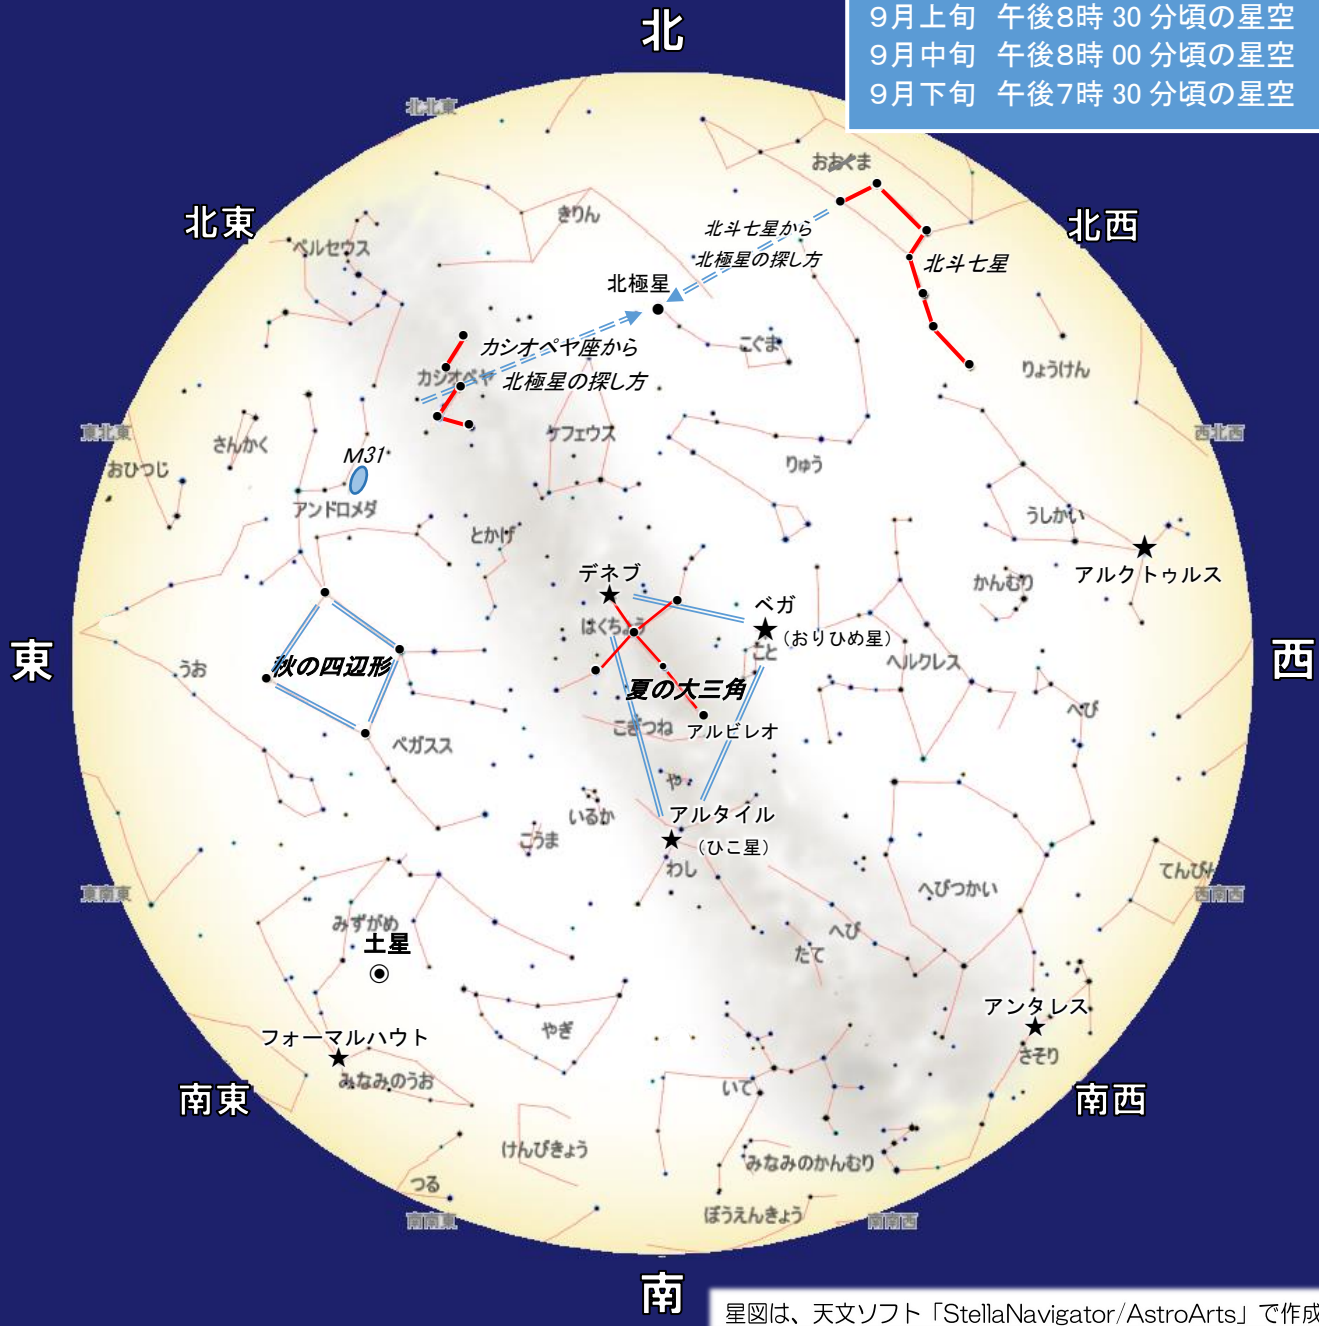 北
9月上旬 午後8時 30 分頃の星空
9月中旬 午後8時 00 分頃の星空
9月下旬 午後7時 30 分頃の星空
北北東
おおぐま
北東
北西
きりん
ペルセウス
北斗七星から
北極星の探し方
北斗七星
北極星
カシオペヤ座から
北極星の探し方
カシオペヤ
こぐま
りょうけん
東北東
西北西
さんかく
おひつじ
M31
ケフェウス
りゅう
アンドロメダ
とかげ
うしかい
アルクトゥルス
かんむり
デネブ
ベガ
(おりひめ星)
はくちょう
こと
ヘルクレス
東
西
うお
秋の四辺形
夏の大三角
こぎつね
アルビレオ
へび
ペガスス
や
いるか
アルタイル
(ひこ星)
こうま
わし
てんびん
へびつかい
東南東
西南西
みずがめ
土星
へび
たて
フォーマルハウト
やぎ
アンタレス
さそり
みなみのうお
いて
南東
南西
けんびきょう
みなみのかんむり
つる
ぼうえんきょう
南南東
南南西
南
星図は、天文ソフト「StellaNavigator/AstroArts」で作成